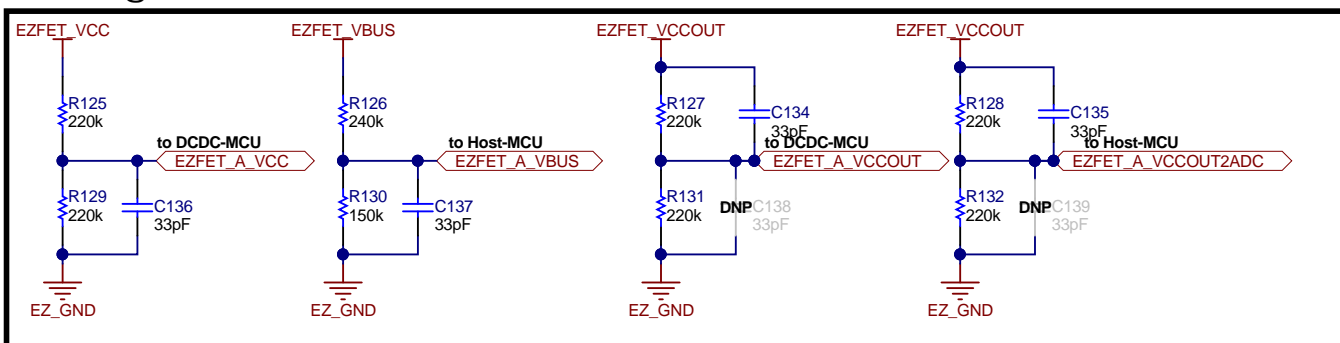 EZFET_VCC
EZFET_VBUS
EZFET_VCCOUT
EZFET_VCCOUT
R125
220k
R126
240k
R127
220k
C134
33pF
R128
220k
C135
33pF
to DCDC-MCU
EZFET_A_VCC
to Host-MCU
EZFET_A_VBUS
to DCDC-MCU
EZFET_A_VCCOUT
to Host-MCU
EZFET_A_VCCOUT2ADC
R129
220k
C136
33pF
R130
150k
C137
33pF
R131
220k
DNP
C138
33pF
R132
220k
DNP
C139
33pF
EZ_GND
EZ_GND
EZ_GND
EZ_GND